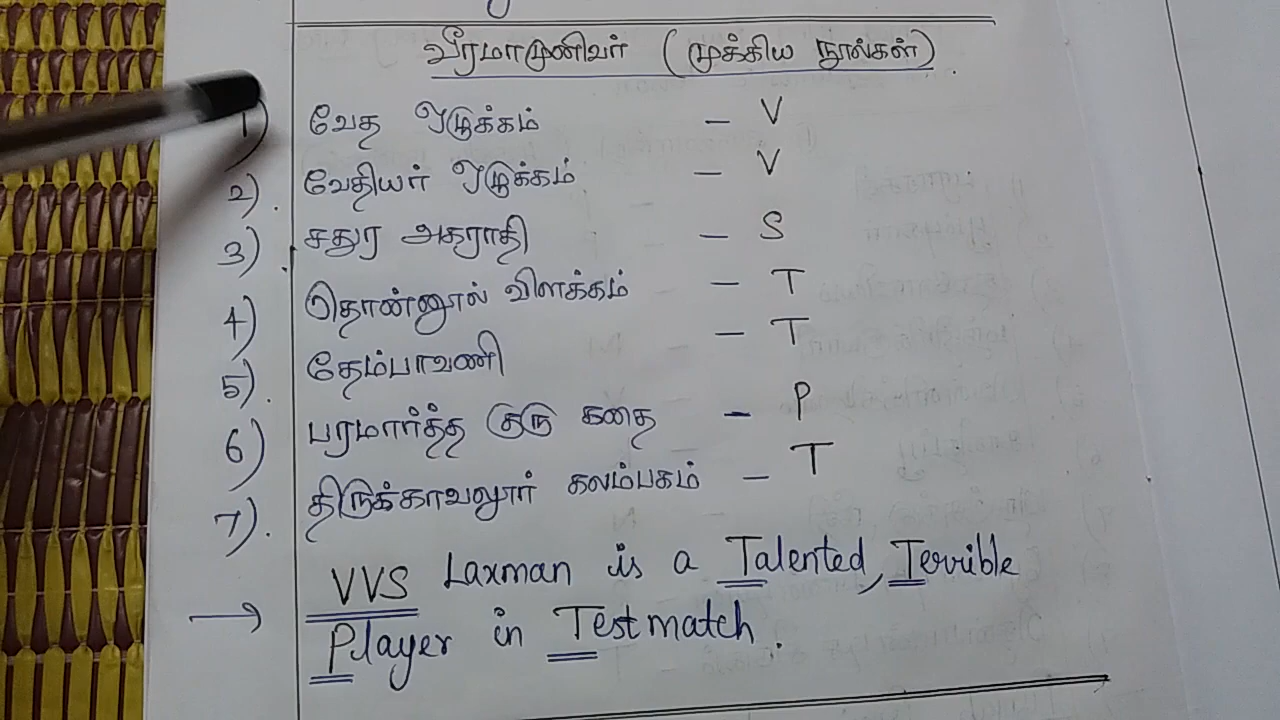 வீரமாமுனிவர் (முக்கிய நூல்கள்).
1) வேத ஒழுக்கம் - V
2). வேதியர் ஒழுக்கம் - V
3) சதுர அகராதி - S
4) தொன்னூல் விளக்கம் - T
5). தேம்பாவணி - T
6) பரமார்த்த குரு கதை - P
7). திருக்காவலூர் கலம்பகம் - T
VVS Laxman is a Talented, Terrible
→ Player in Test match.